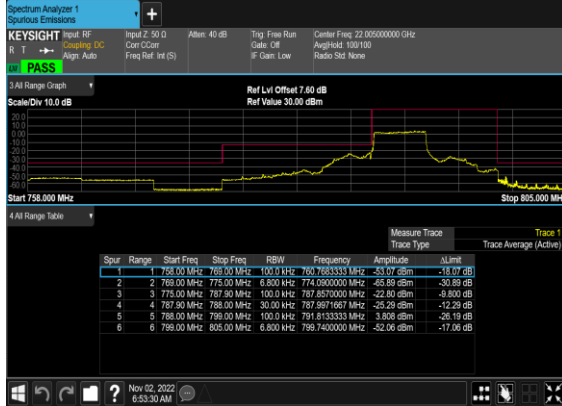 Spectrum Analyzer 1
Spurious Emissions
+
KEYSIGHT Input: RF Input Z: 50 Ω Atten: 40 dB Trig: Free Run Center Freq: 22.005000000 GHz
R T Coupling: DC Corr CCorr Gate: Off Avg|Hold: 100/100
Align: Auto Freq Ref: Int (S) IF Gain: Low Radio Std: None
PASS
3 All Range Graph Ref Lvl Offset 7.60 dB
Scale/Div 10.0 dB Ref Value 30.00 dBm
20.0
10.0
0.00
-10.0
-20.0
-30.0
-40.0
-50.0
-60.0
Start 758.000 MHz Stop 805.000 MH
4 All Range Table
Measure Trace Trace 1
Trace Type Trace Average (Active)
Spur Range Start Freq Stop Freq RBW Frequency Amplitude ΔLimit
1 1 758.00 MHz 769.00 MHz 100.0 kHz 760.7683333 MHz -53.07 dBm -18.07 dB
2 2 769.00 MHz 775.00 MHz 6.800 kHz 774.0900000 MHz -65.89 dBm -30.89 dB
3 3 775.00 MHz 787.90 MHz 100.0 kHz 787.8570000 MHz -22.80 dBm -9.800 dB
4 4 787.90 MHz 788.00 MHz 30.00 kHz 787.9971667 MHz -25.29 dBm -12.29 dB
5 5 788.00 MHz 799.00 MHz 100.0 kHz 791.8133333 MHz 3.808 dBm -26.19 dB
6 6 799.00 MHz 805.00 MHz 6.800 kHz 799.7400000 MHz -52.06 dBm -17.06 dB
? Nov 02, 2022
6:53:30 AM